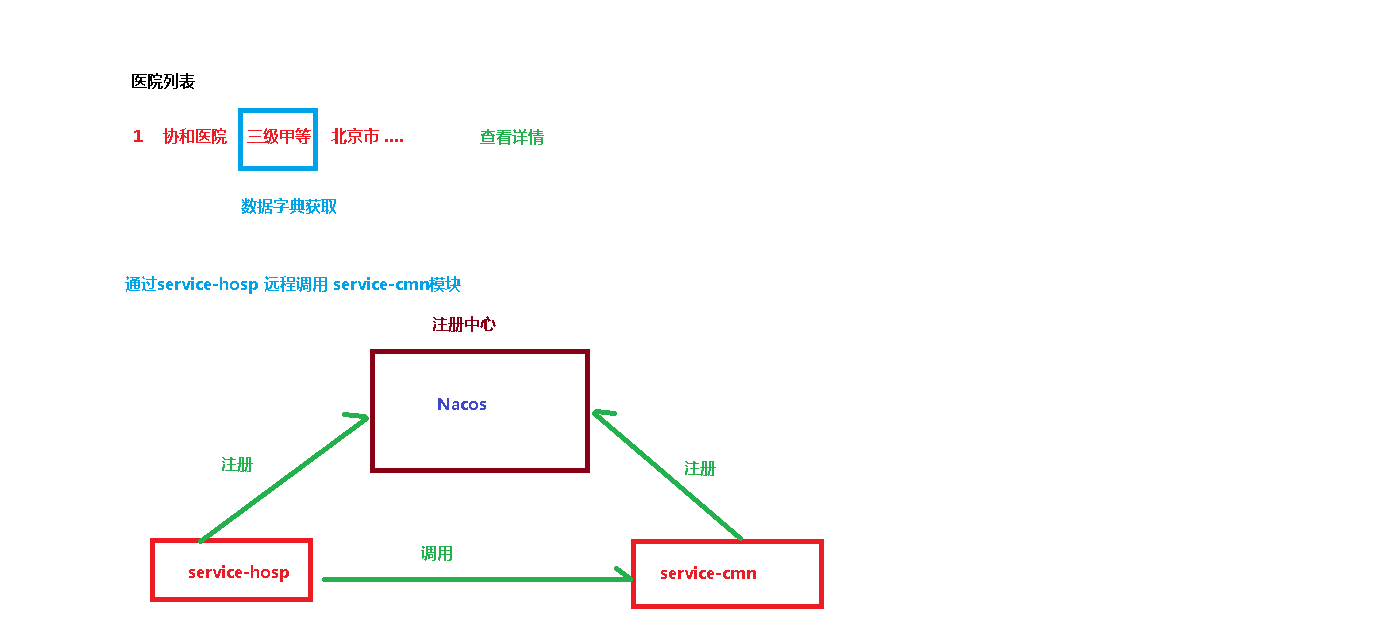 医院列表
1 协和医院 三级甲等 北京市 .... 查看详情
数据字典获取
通过service-hosp 远程调用 service-cmn模块
注册中心
Nacos
注册
注册
调用
service-hosp
service-cmn